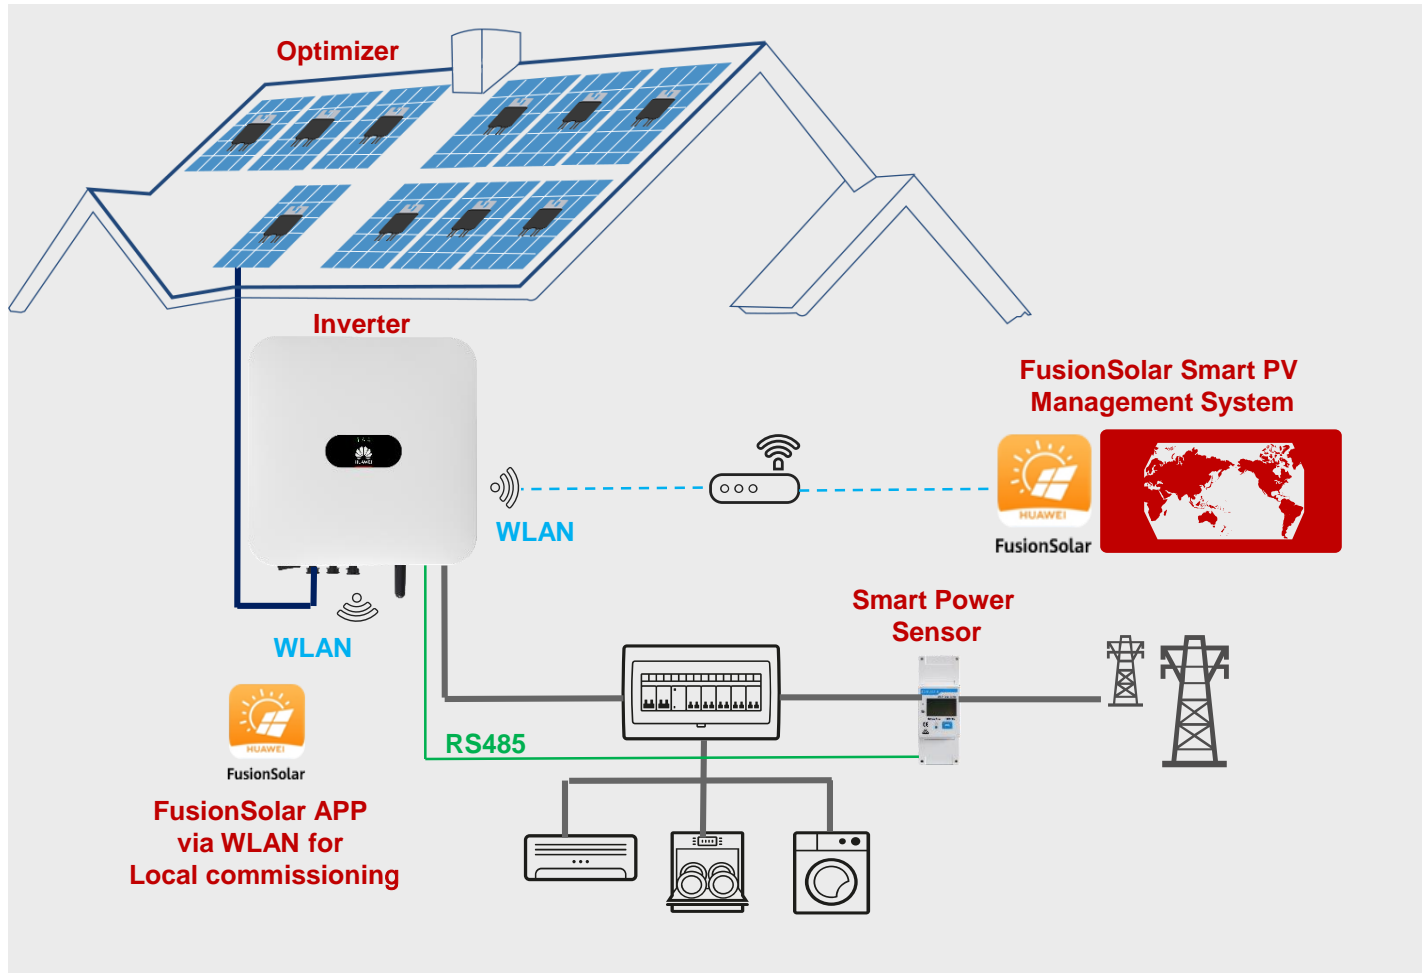 Optimizer
Inverter
HUAWEI
FusionSolar Smart PV
Management System
WLAN
HUAWEI
FusionSolar
Smart Power
Sensor
WLAN
RS485
HUAWEI
FusionSolar
FusionSolar APP
via WLAN for
Local commissioning